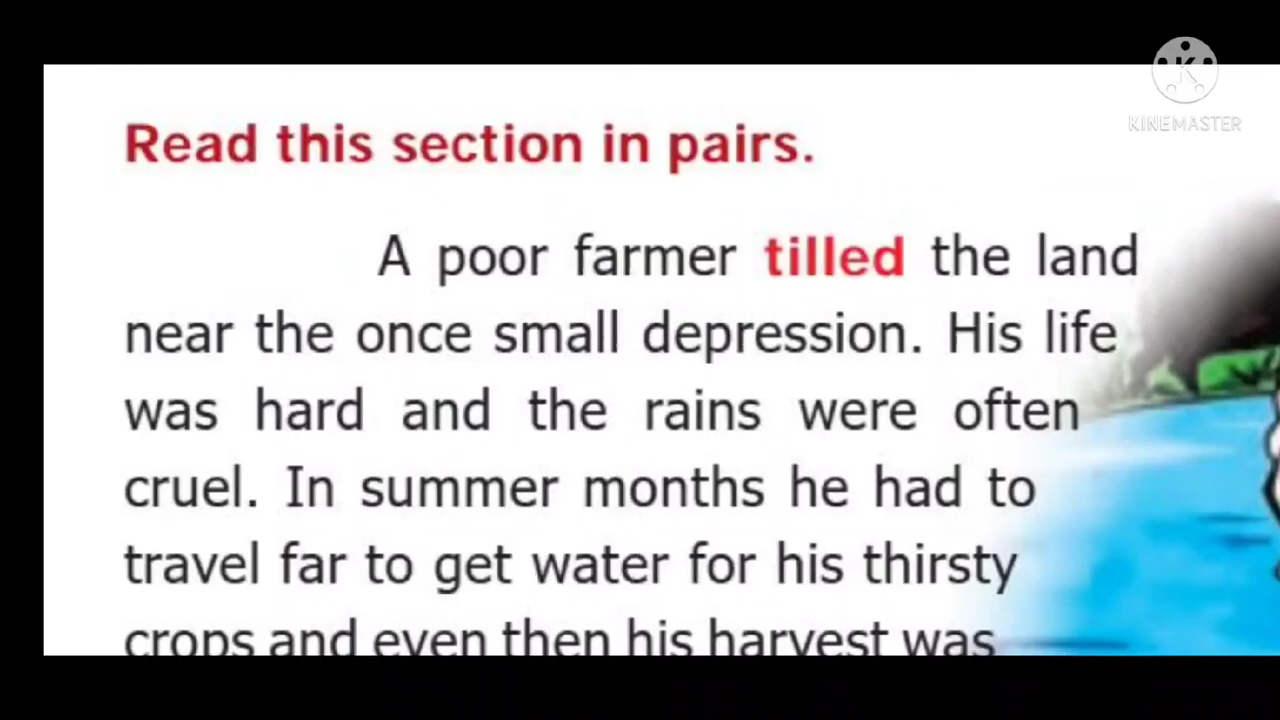 KINEMASTER
Read this section in pairs.
A poor farmer tilled the land
near the once small depression. His life
was hard and the rains were often
cruel. In summer months he had to
travel far to get water for his thirsty
crops and even then his harvest was